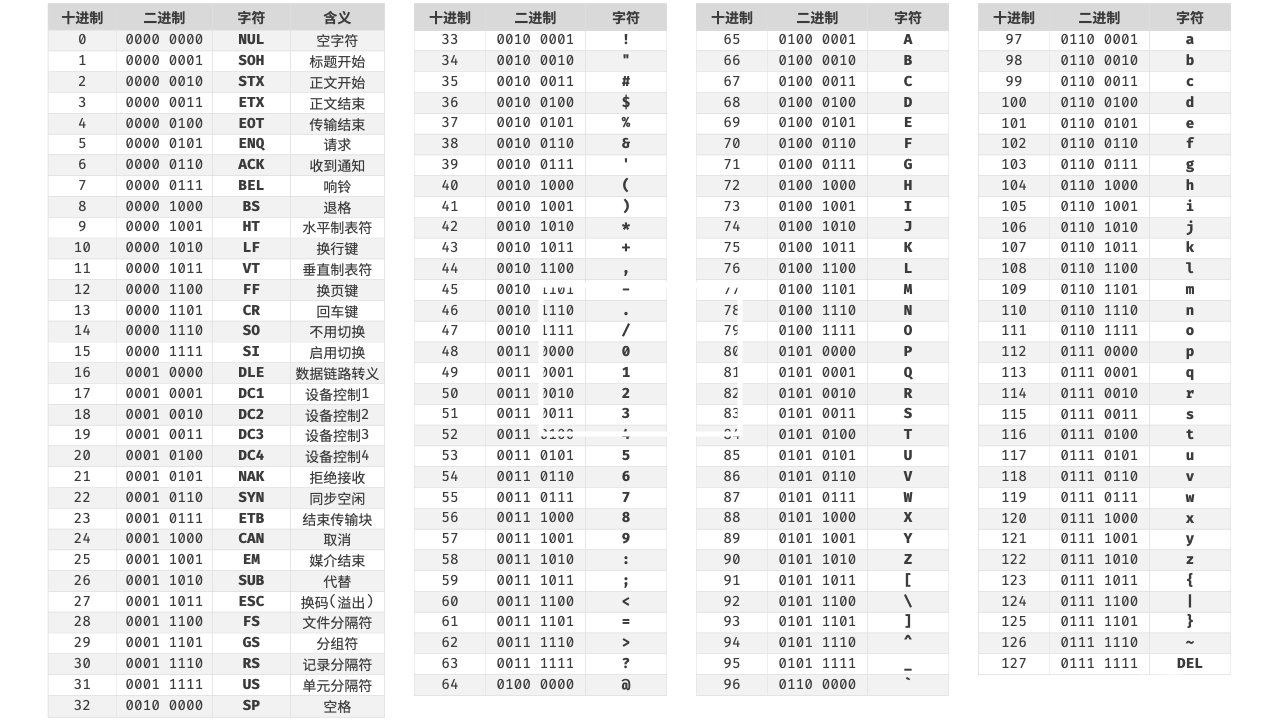 十进制 二进制 字符 含义
0 0000 0000 NUL 空字符
1 0000 0001 SOH 标题开始
2 0000 0010 STX 正文开始
3 0000 0011 ETX 正文结束
4 0000 0100 EOT 传输结束
5 0000 0101 ENQ 请求
6 0000 0110 ACK 收到通知
7 0000 0111 BEL 响铃
8 0000 1000 BS 退格
9 0000 1001 HT 水平制表符
10 0000 1010 LF 换行键
11 0000 1011 VT 垂直制表符
12 0000 1100 FF 换页键
13 0000 1101 CR 回车键
14 0000 1110 SO 不用切换
15 0000 1111 SI 启用切换
16 0001 0000 DLE 数据链路转义
17 0001 0001 DC1 设备控制1
18 0001 0010 DC2 设备控制2
19 0001 0011 DC3 设备控制3
20 0001 0100 DC4 设备控制4
21 0001 0101 NAK 拒绝接收
22 0001 0110 SYN 同步空闲
23 0001 0111 ETB 结束传输块
24 0001 1000 CAN 取消
25 0001 1001 EM 媒介结束
26 0001 1010 SUB 代替
27 0001 1011 ESC 换码(溢出)
28 0001 1100 FS 文件分隔符
29 0001 1101 GS 分组符
30 0001 1110 RS 记录分隔符
31 0001 1111 US 单元分隔符
32 0010 0000 SP 空格
十进制 二进制 字符
33 0010 0001 !
34 0010 0010 "
35 0010 0011 #
36 0010 0100 $
37 0010 0101 %
38 0010 0110 &
39 0010 0111 '
40 0010 1000 (
41 0010 1001 )
42 0010 1010 *
43 0010 1011 +
44 0010 1100 ,
45 0010 1101 -
46 0010 1110 .
47 0010 1111 /
48 0011 0000 0
49 0011 0001 1
50 0011 0010 2
51 0011 0011 3
52 0011 0100 4
53 0011 0101 5
54 0011 0110 6
55 0011 0111 7
56 0011 1000 8
57 0011 1001 9
58 0011 1010 :
59 0011 1011 ;
60 0011 1100 <
61 0011 1101 =
62 0011 1110 >
63 0011 1111 ?
64 0100 0000 @
十进制 二进制 字符
65 0100 0001 A
66 0100 0010 B
67 0100 0011 C
68 0100 0100 D
69 0100 0101 E
70 0100 0110 F
71 0100 0111 G
72 0100 1000 H
73 0100 1001 I
74 0100 1010 J
75 0100 1011 K
76 0100 1100 L
77 0100 1101 M
78 0100 1110 N
79 0100 1111 O
80 0101 0000 P
81 0101 0001 Q
82 0101 0010 R
83 0101 0011 S
84 0101 0100 T
85 0101 0101 U
86 0101 0110 V
87 0101 0111 W
88 0101 1000 X
89 0101 1001 Y
90 0101 1010 Z
91 0101 1011 [
92 0101 1100 \
93 0101 1101 ]
94 0101 1110 ^
95 0101 1111 _
96 0110 0000 `
十进制 二进制 字符
97 0110 0001 a
98 0110 0010 b
99 0110 0011 c
100 0110 0100 d
101 0110 0101 e
102 0110 0110 f
103 0110 0111 g
104 0110 1000 h
105 0110 1001 i
106 0110 1010 j
107 0110 1011 k
108 0110 1100 l
109 0110 1101 m
110 0110 1110 n
111 0110 1111 o
112 0111 0000 p
113 0111 0001 q
114 0111 0010 r
115 0111 0011 s
116 0111 0100 t
117 0111 0101 u
118 0111 0110 v
119 0111 0111 w
120 0111 1000 x
121 0111 1001 y
122 0111 1010 z
123 0111 1011 {
124 0111 1100 |
125 0111 1101 }
126 0111 1110 ~
127 0111 1111 DEL